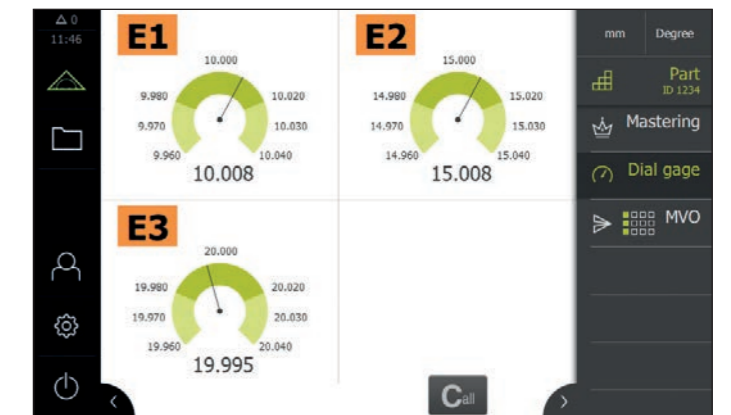 △ 0
11:46
E1
10.000
9.980
10.020
9.970
10.030
9.960
10.040
10.008
E2
15.000
14.980
15.020
14.970
15.030
14.960
15.040
15.008
E3
20.000
19.980
20.020
19.970
20.030
19.960
20.040
19.995
Call
mm Degree
Part
ID 1234
Mastering
Dial gage
MVO